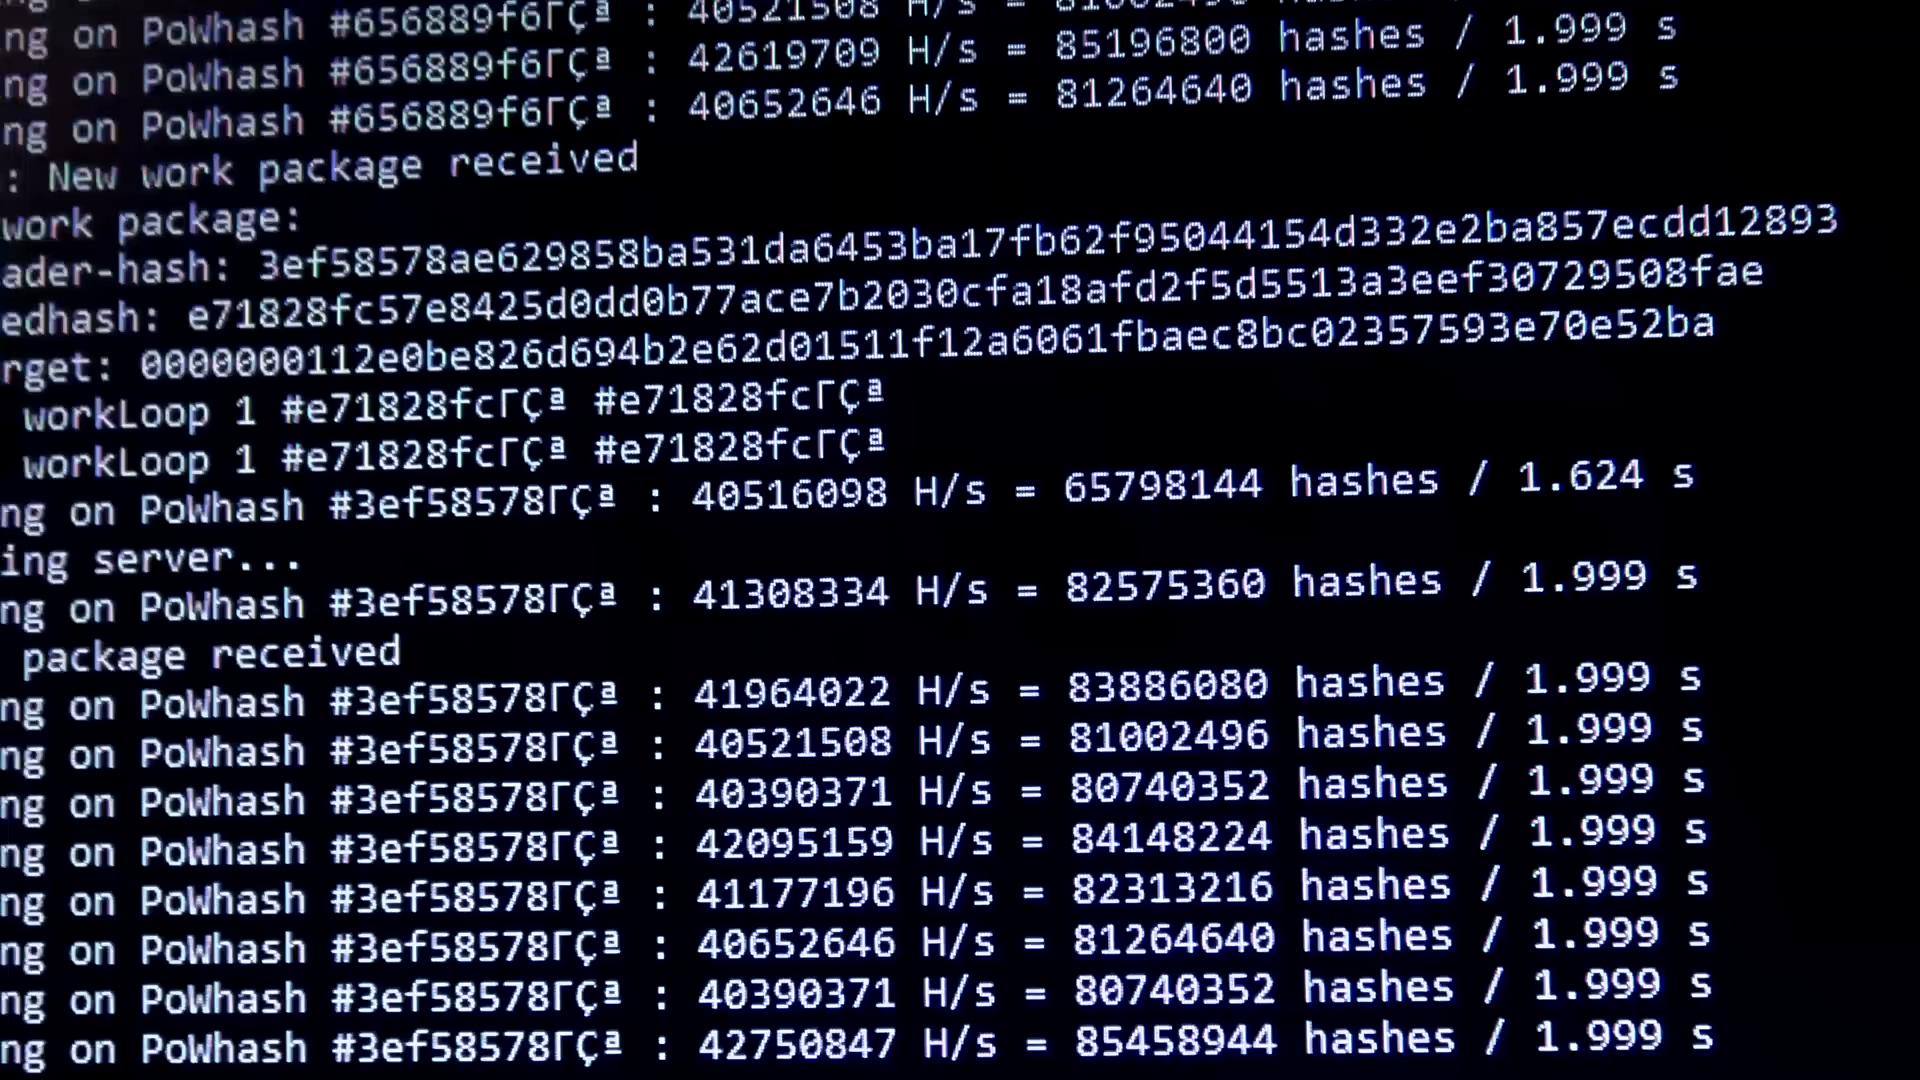 ng on PoWhash #656889f6ΓÇª : 40521508 H/s = 81002496
ng on PoWhash #656889f6ΓÇª : 42619709 H/s = 85196800 hashes / 1.999 s
ng on PoWhash #656889f6ΓÇª : 40652646 H/s = 81264640 hashes / 1.999 s
: New work package received
work package:
ader-hash: 3ef58578ae629858ba531da6453ba17fb62f95044154d332e2ba857ecdd12893
edhash: e71828fc57e8425d0dd0b77ace7b2030cfa18afd2f5d5513a3eef30729508fae
rget: 0000000112e0be826d694b2e62d01511f12a6061fbaec8bc02357593e70e52ba
workLoop 1 #e71828fcΓÇª #e71828fcΓÇª
workLoop 1 #e71828fcΓÇª #e71828fcΓÇª
ng on PoWhash #3ef58578ΓÇª : 40516098 H/s = 65798144 hashes / 1.624 s
ing server...
ng on PoWhash #3ef58578ΓÇª : 41308334 H/s = 82575360 hashes / 1.999 s
package received
ng on PoWhash #3ef58578ΓÇª : 41964022 H/s = 83886080 hashes / 1.999 s
ng on PoWhash #3ef58578ΓÇª : 40521508 H/s = 81002496 hashes / 1.999 s
ng on PoWhash #3ef58578ΓÇª : 40390371 H/s = 80740352 hashes / 1.999 s
ng on PoWhash #3ef58578ΓÇª : 42095159 H/s = 84148224 hashes / 1.999 s
ng on PoWhash #3ef58578ΓÇª : 41177196 H/s = 82313216 hashes / 1.999 s
ng on PoWhash #3ef58578ΓÇª : 40652646 H/s = 81264640 hashes / 1.999 s
ng on PoWhash #3ef58578ΓÇª : 40390371 H/s = 80740352 hashes / 1.999 s
ng on PoWhash #3ef58578ΓÇª : 42750847 H/s = 85458944 hashes / 1.999 s